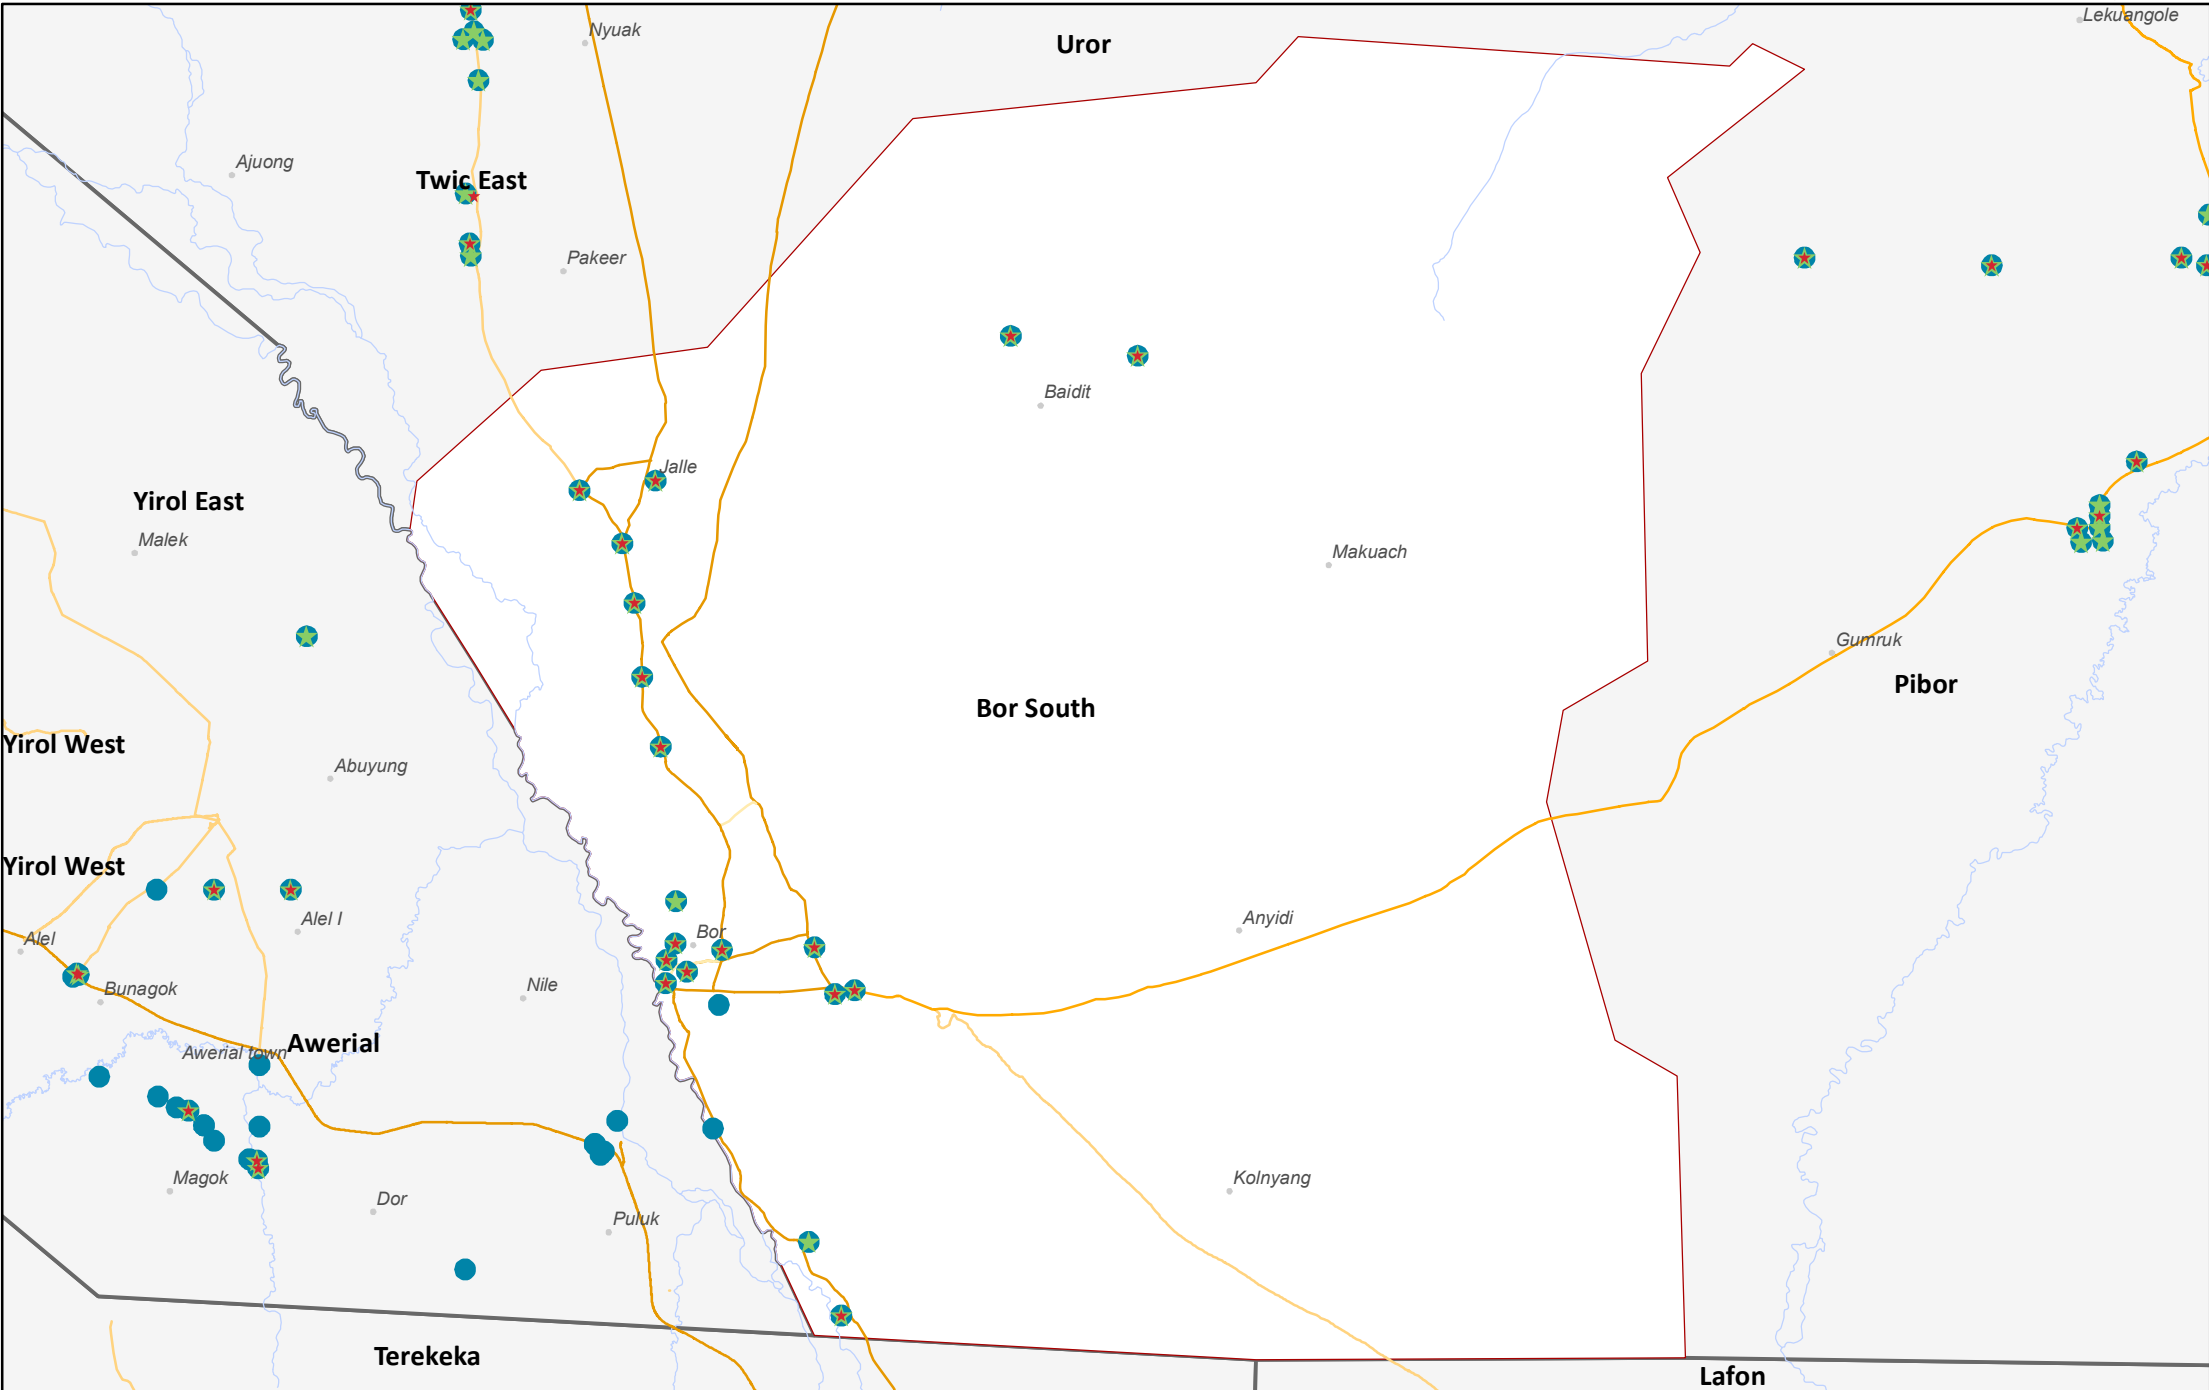 Lekuangole
Nyuak
Uror
Ajuong
Twic East
Pakeer
Baidit
Jalle
Yirol East
Malek
Makuach
Gumruk
Pibor
Bor South
Yirol West
Abuyung
Yirol West
Alel I
Anyidi
Bor
Alel
Bunagok
Nile
Awerial
Awerial town
Magok
Kolnyang
Dor
Puluk
Terekeka
Lafon